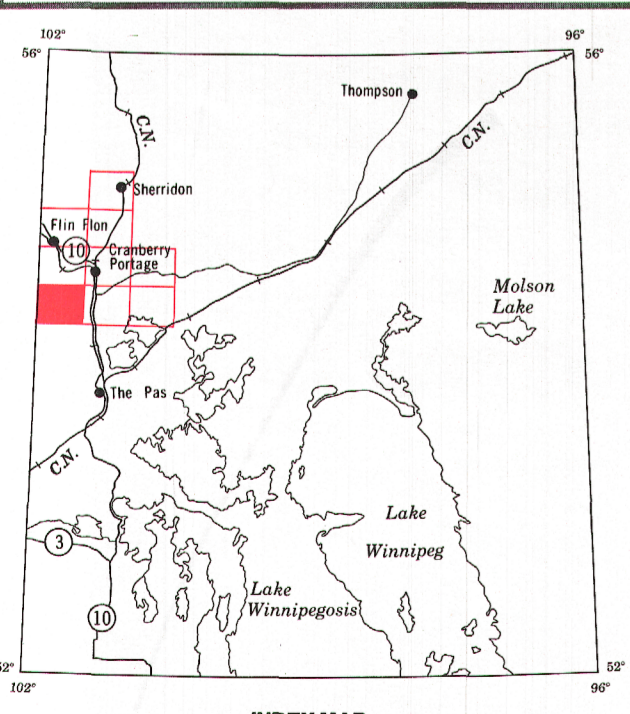 102°
96°
56°
56°
Thompson
C.N.
C.N.
Sherridon
Flin Flon
10
Cranberry
Portage
Molson
Lake
The Pas
C.N.
3
Lake
Winnipeg
Lake
Winnipegosis
10
52°
52°
102°
96°